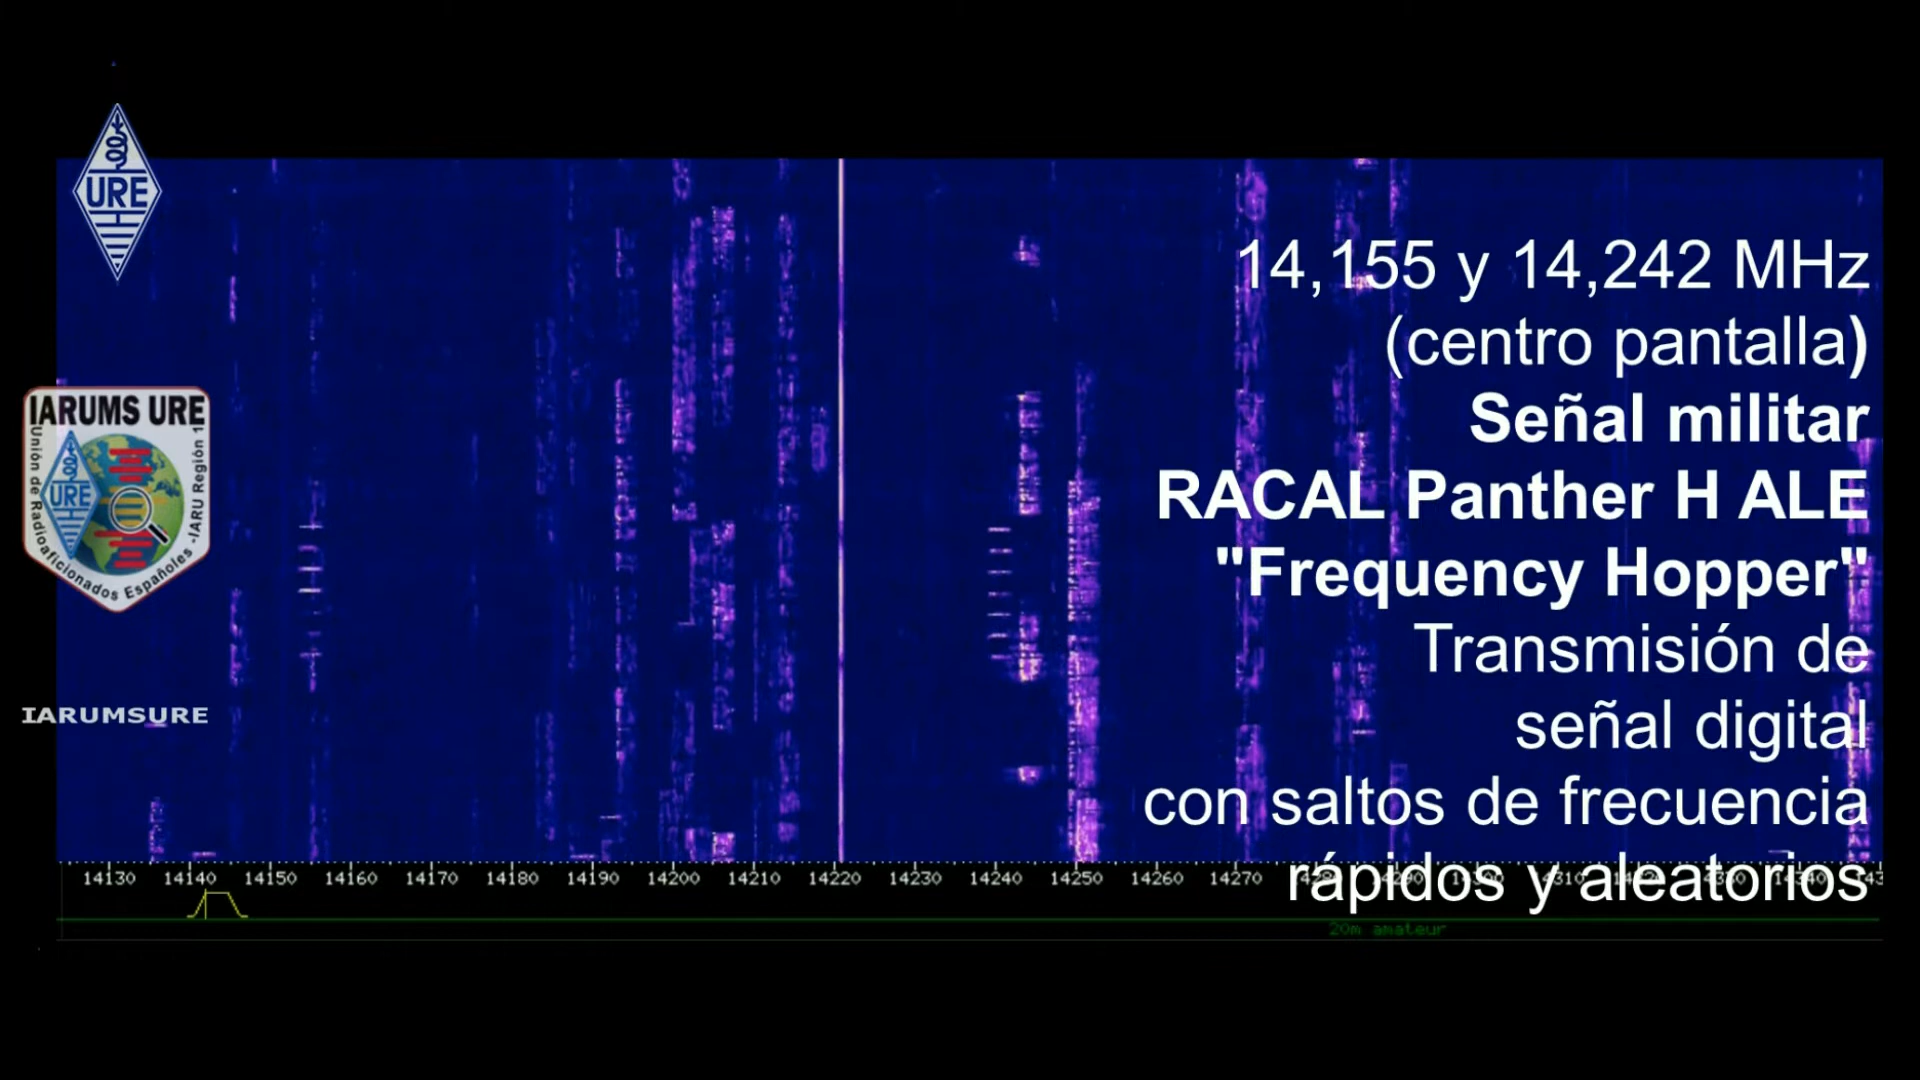 URE
IARUMS URE
Unión de Radioaficionados Españoles - IARU Región 1
URE
IARUMSURE
14,155 y 14,242 MHz
(centro pantalla)
Señal militar
RACAL Panther H ALE
"Frequency Hopper"
Transmisión de
señal digital
con saltos de frecuencia
rápidos y aleatorios
14130 14140 14150 14160 14170 14180 14190 14200 14210 14220 14230 14240 14250 14260 14270
20m amateur